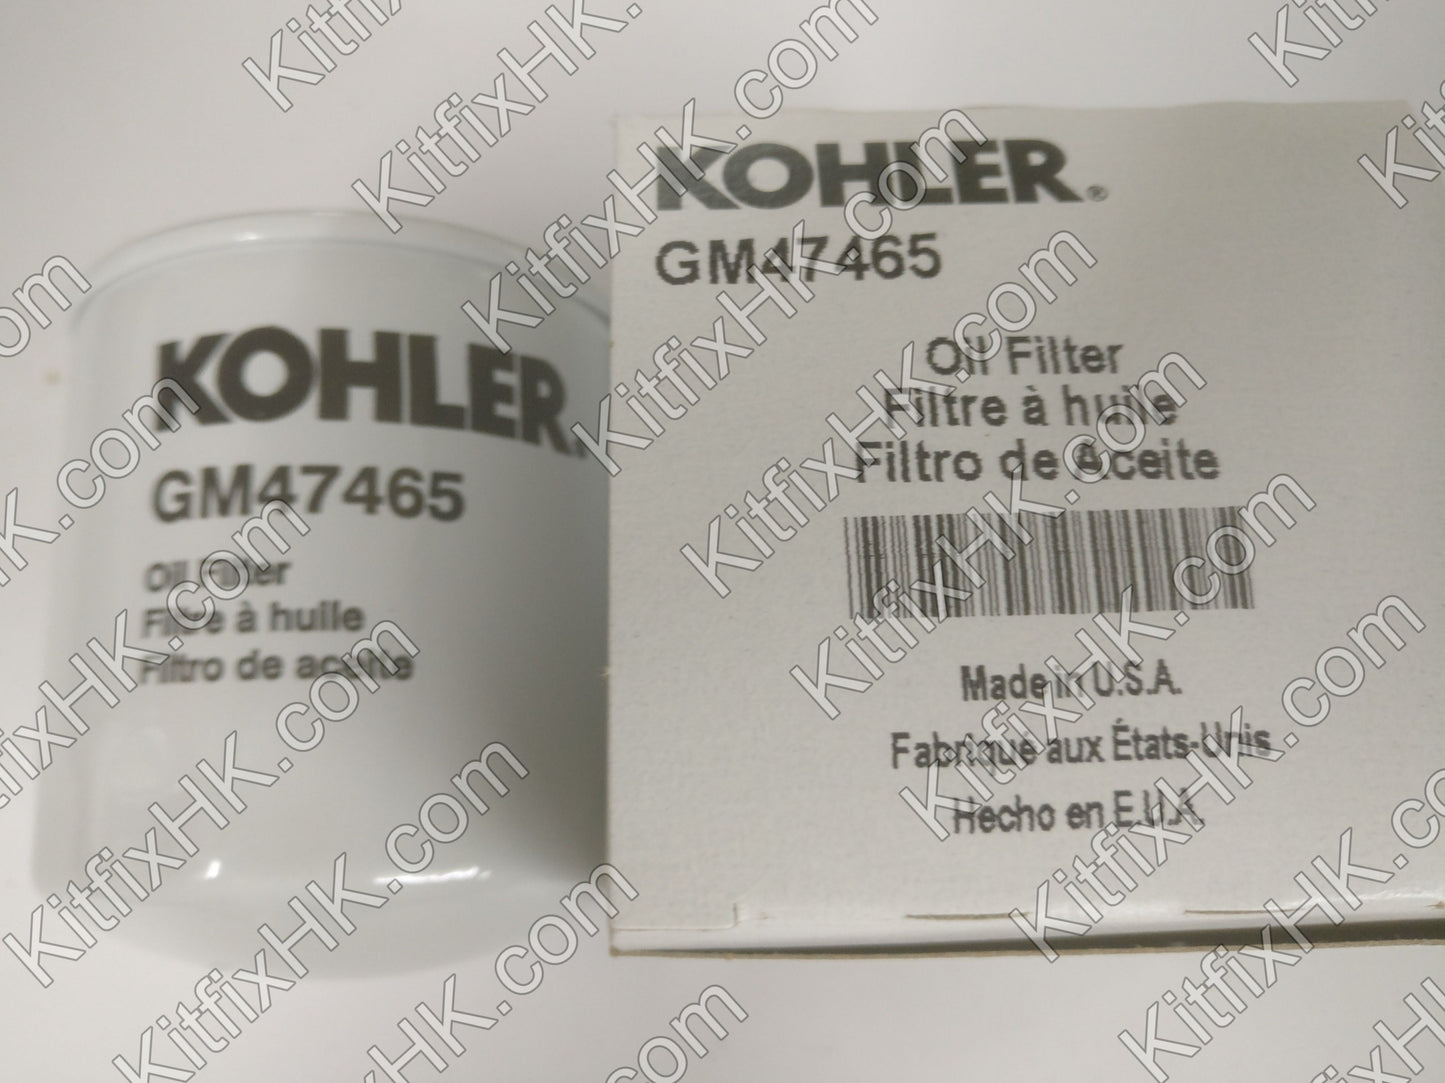 KOHLER.
GM47465
Oil Filter
Filtre à huile
Filtro de aceite
KOHLER®
GM47465
Oil Filter
Filtre à huile
Filtro de Aceite
Made in U.S.A.
Fabriqué aux États-Unis
Hecho en E.U.A.
KitfixHK.com